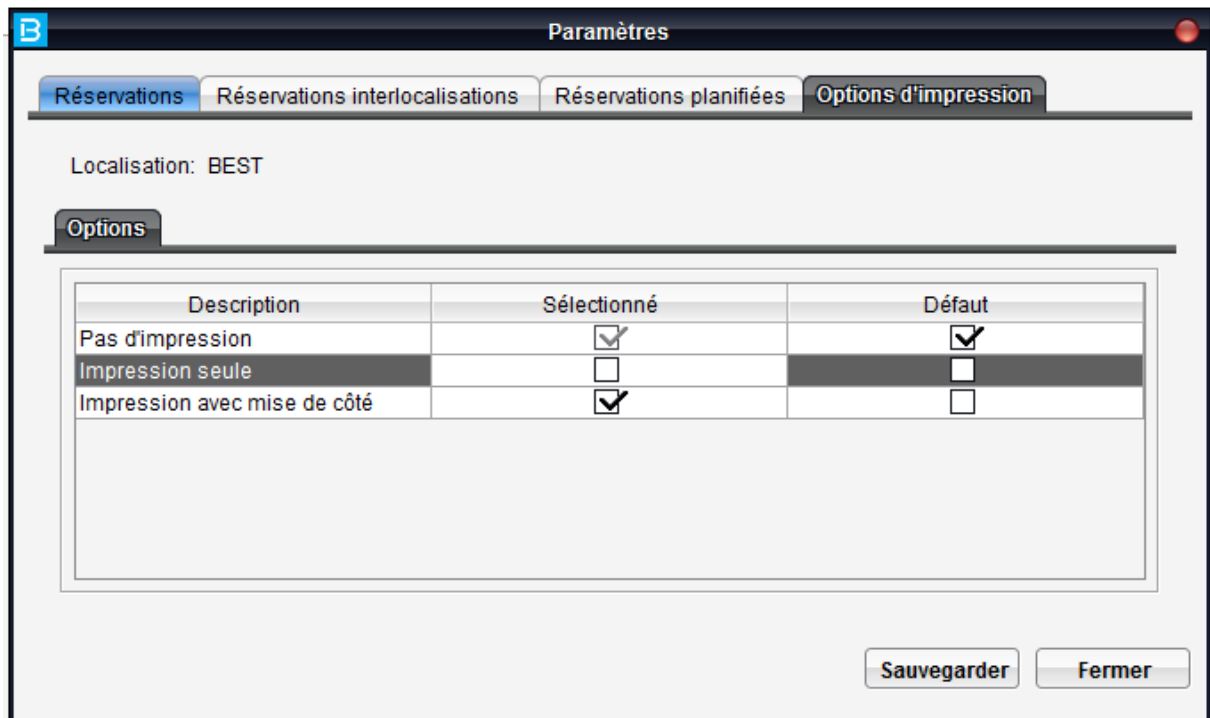 Paramètres
Réservations Réservations interlocalisations Réservations planifiées Options d'impression
Localisation: BEST
Options
Description Sélectionné Défaut
Pas d'impression
Impression seule
Impression avec mise de côté
Sauvegarder Fermer